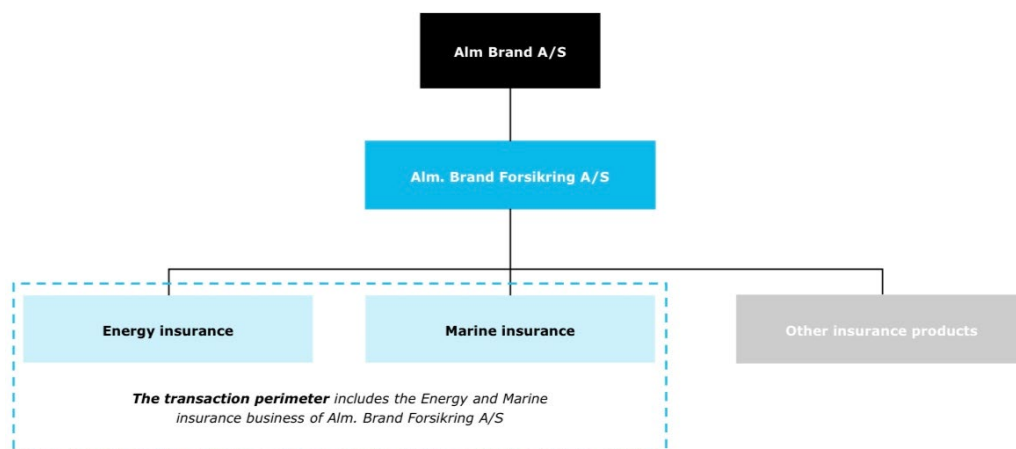 Alm Brand A/S
Alm. Brand Forsikring A/S
Energy insurance
Marine insurance
Other insurance products
The transaction perimeter includes the Energy and Marine
insurance business of Alm. Brand Forsikring A/S